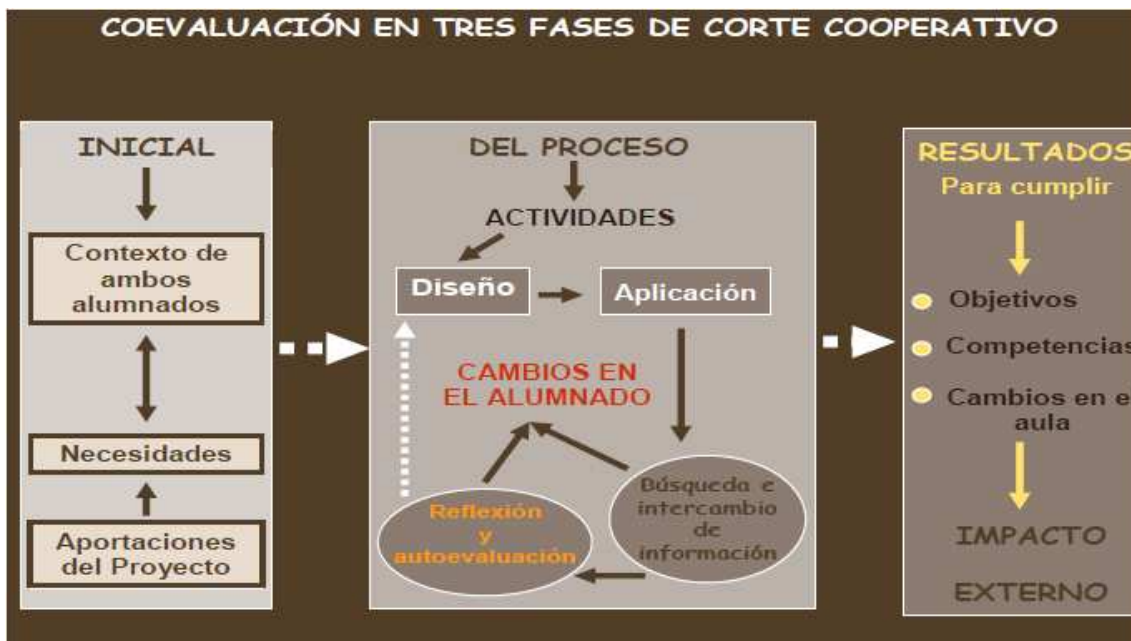 COEVALUACIÓN EN TRES FASES DE CORTE COOPERATIVO
INICIAL
Contexto de
ambos
alumnados
Necesidades
Aportaciones
del Proyecto
DEL PROCESO
ACTIVIDADES
Diseño
Aplicación
CAMBIOS EN
EL ALUMNADO
Búsqueda e
intercambio
de
información
Reflexión
y
autoevaluación
RESULTADOS
Para cumplir
Objetivos
Competencias
Cambios en e
aula
IMPACTO
EXTERNO